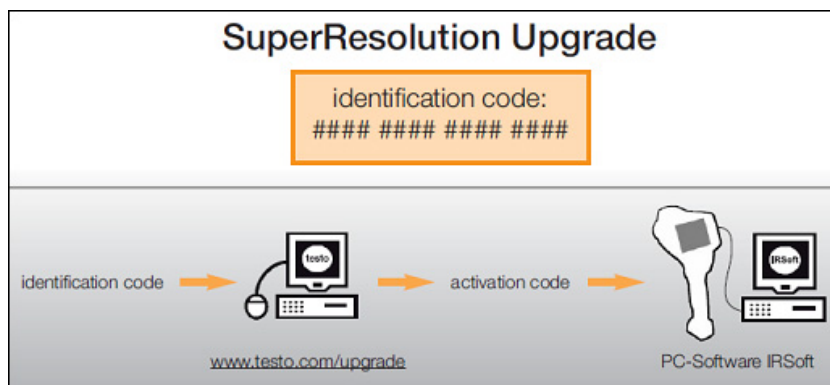 SuperResolution Upgrade
identification code:
#### #### #### ####
testo
IRSoft
identification code
activation code
www.testo.com/upgrade
PC-Software IRSoft